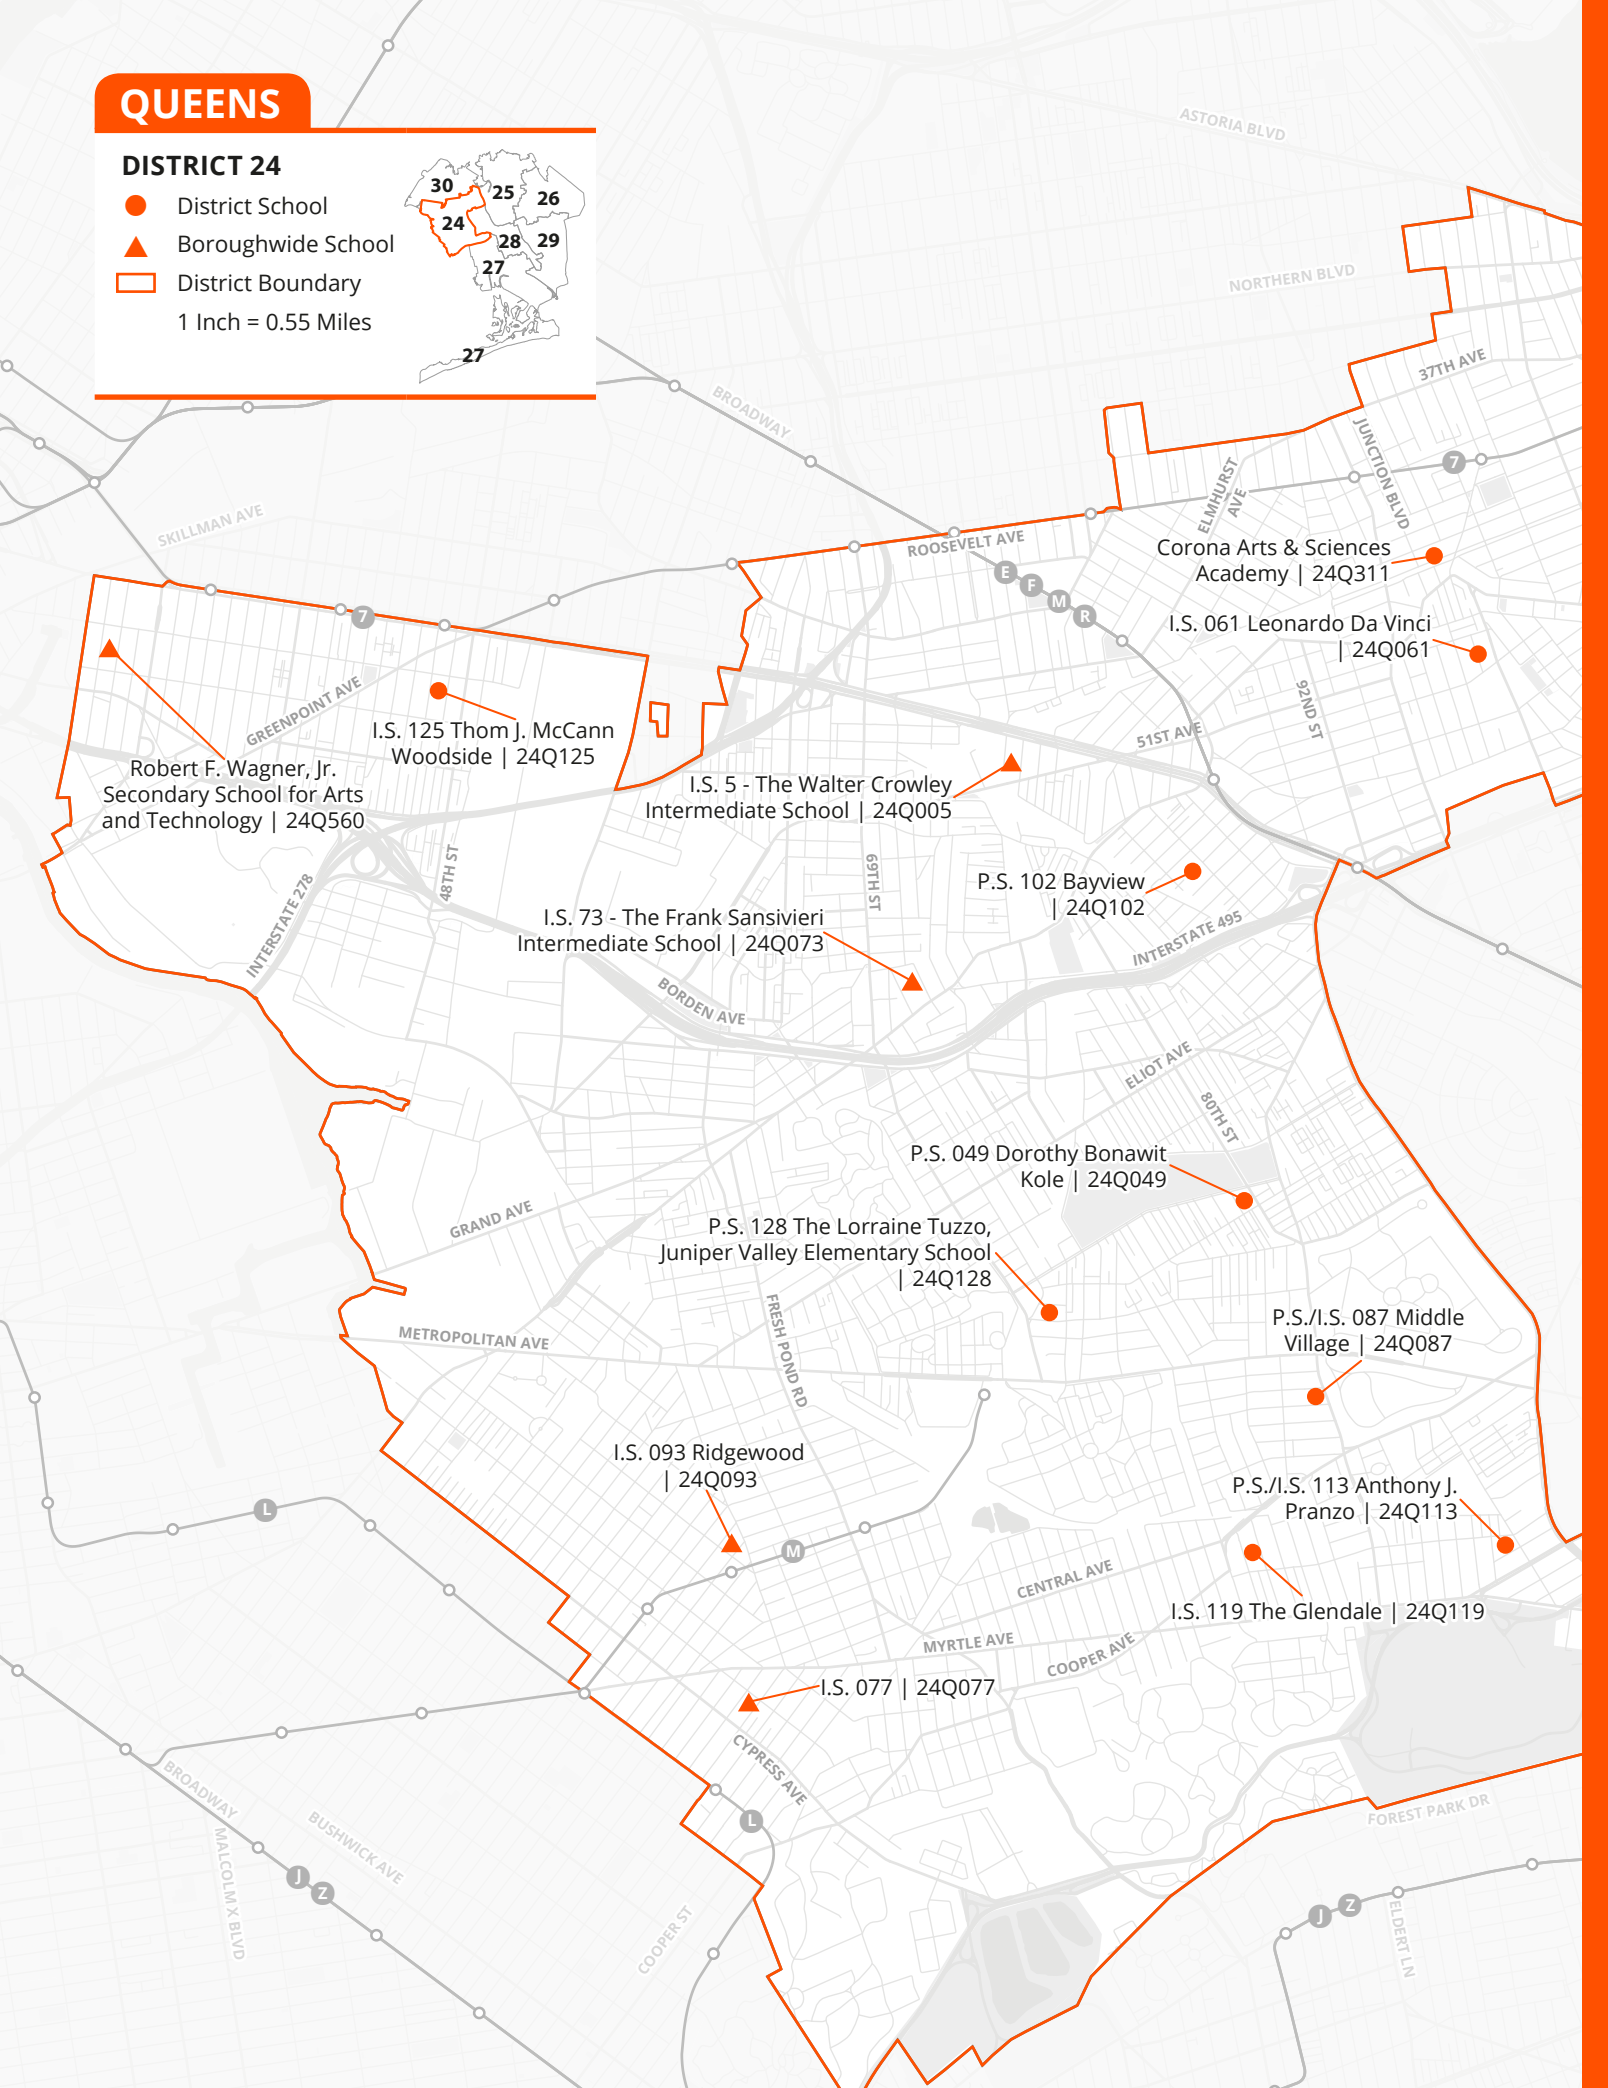 QUEENS
DISTRICT 24
District School
Boroughwide School
District Boundary
1 Inch = 0.55 Miles
30
25
26
24
28
29
27
27
ASTORIA BLVD
NORTHERN BLVD
37TH AVE
BROADWAY
JUNCTION BLVD
7
ELMHURST
AVE
SKILLMAN AVE
ROOSEVELT AVE
E
F
M
R
7
Corona Arts & Sciences
Academy | 24Q311
I.S. 061 Leonardo Da Vinci
| 24Q061
92ND ST
51ST AVE
GREENPOINT AVE
I.S. 125 Thom J. McCann
Woodside | 24Q125
Robert F. Wagner, Jr.
Secondary School for Arts
and Technology | 24Q560
I.S. 5 - The Walter Crowley
Intermediate School | 24Q005
48TH ST
69TH ST
P.S. 102 Bayview
| 24Q102
INTERSTATE 278
I.S. 73 - The Frank Sansivieri
Intermediate School | 24Q073
INTERSTATE 495
BORDEN AVE
ELIOT AVE
80TH ST
P.S. 049 Dorothy Bonawit
Kole | 24Q049
GRAND AVE
P.S. 128 The Lorraine Tuzzo,
Juniper Valley Elementary School
| 24Q128
FRESH POND RD
METROPOLITAN AVE
P.S./I.S. 087 Middle
Village | 24Q087
I.S. 093 Ridgewood
| 24Q093
P.S./I.S. 113 Anthony J.
Pranzo | 24Q113
L
M
CENTRAL AVE
I.S. 119 The Glendale | 24Q119
MYRTLE AVE
COOPER AVE
I.S. 077 | 24Q077
CYPRESS AVE
BROADWAY
BUSHWICK AVE
MALCOLM X BLVD
L
FOREST PARK DR
J
Z
COOPER ST
J
Z
ELDERT LN